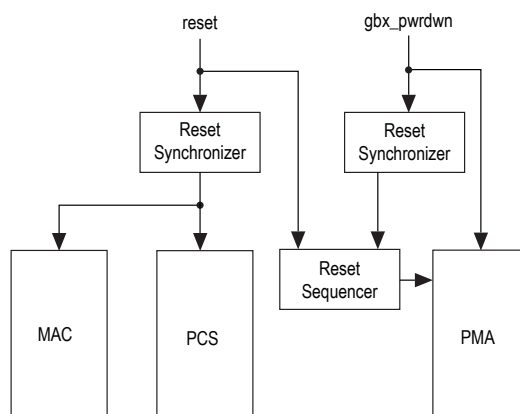 reset
gbx_pwrdwn
Reset
Synchronizer
Reset
Synchronizer
Reset
Sequencer
MAC
PCS
PMA